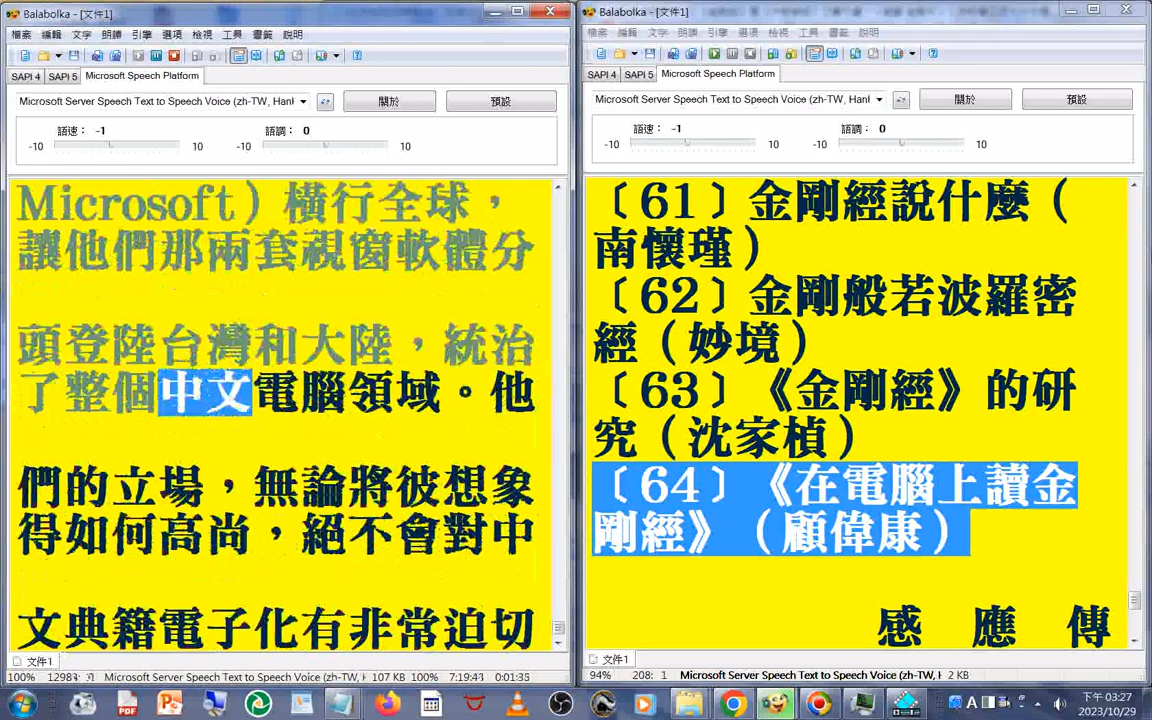 Balabolka - [文件1]
檔案 編輯 文字 朗讀 引擎 選項 檢視 工具 書籤 說明
SAPI 4 SAPI 5 Microsoft Speech Platform
Microsoft Server Speech Text to Speech Voice (zh-TW, Hanl
關於
預設
語速： -1
語調： 0
-10 10 -10 10
Microsoft）橫行全球，
讓他們那兩套視窗軟體分
頭登陸台灣和大陸，統治
了整個中文電腦領域。他
們的立場，無論將彼想象
得如何高尚，絕不會對中
文典籍電子化有非常迫切
文件1
100% Microsoft Server Speech Text to Speech Voice (zh-TW, H 107 KB 100% 0:01:35
Balabolka - [文件1]
檔案 編輯 文字 朗讀 引擎 選項 檢視 工具 書籤 說明
SAPI 4 SAPI 5 Microsoft Speech Platform
Microsoft Server Speech Text to Speech Voice (zh-TW, Hanl
關於
預設
語速： -1
語調： 0
-10 10 -10 10
〔61〕金剛經說什麼（
南懷瑾）
〔62〕金剛般若波羅密
經（妙境）
〔63〕《金剛經》的研
究（沈家楨）
〔64〕《在電腦上讀金
剛經》（顧偉康）
感 應 傳
文件1
94% 208: 1 Microsoft Server Speech Text to Speech Voice (zh-TW, H 2 KB
PDF
下午 03:27
2023/10/29